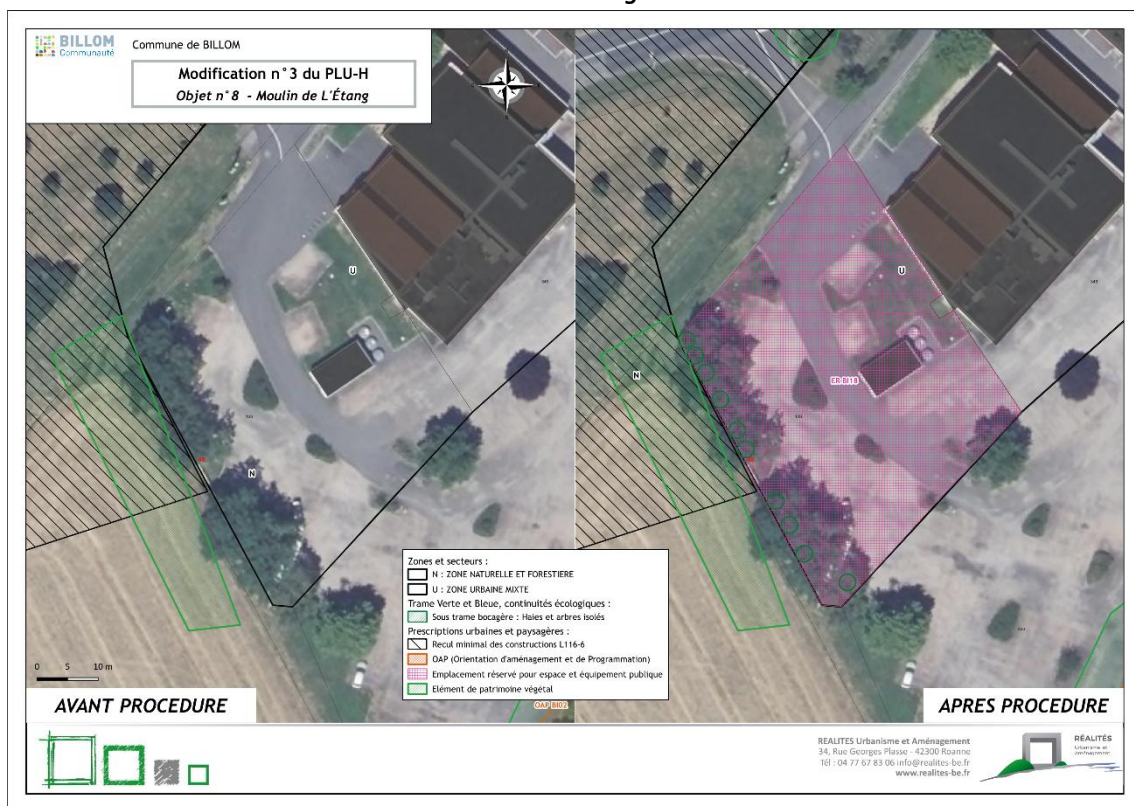 BILLOM
Communauté
Commune de BILLOM
Modification n°3 du PLU-H
Objet n°8 - Moulin de L'Étang
U
N
U
N
ER-BI18
0 5 10 m
AVANT PROCEDURE
OAP BI02
Zones et secteurs :
N : ZONE NATURELLE ET FORESTIERE
U : ZONE URBAINE MIXTE
Trame Verte et Bleue, continuités écologiques :
Sous trame bocagère : Haies et arbres isolés
Prescriptions urbaines et paysagères :
Recul minimal des constructions L116-6
OAP (Orientation d'aménagement et de Programmation)
Emplacement réservé pour espace et équipement publique
Elément de patrimoine végétal
APRES PROCEDURE
REALITES Urbanisme et Aménagement
34, Rue Georges Plasse - 42300 Roanne
Tél : 04 77 67 83 06 info@realites-be.fr
www.realites-be.fr
RÉALITÉS
Urbanisme et
Aménagement